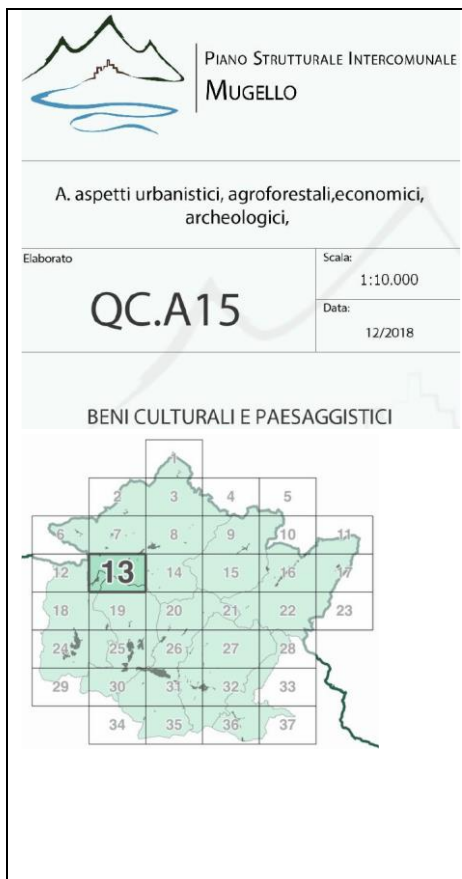 PIANO STRUTTURALE INTERCOMUNALE
MUGELLO
A. aspetti urbanistici, agroforestali,economici,
archeologici,
Elaborato
QC.A15
Scala:
1:10.000
Data:
12/2018
BENI CULTURALI E PAESAGGISTICI
1
2 3 4 5
6 7 8 9 10 11
12 13 14 15 16 17
18 19 20 21 22 23
24 25 26 27 28
29 30 31 32 33
34 35 36 37